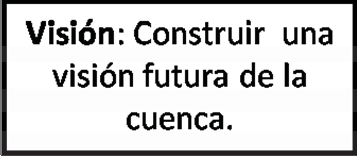 Visión: Construir una
visión futura de la
cuenca.